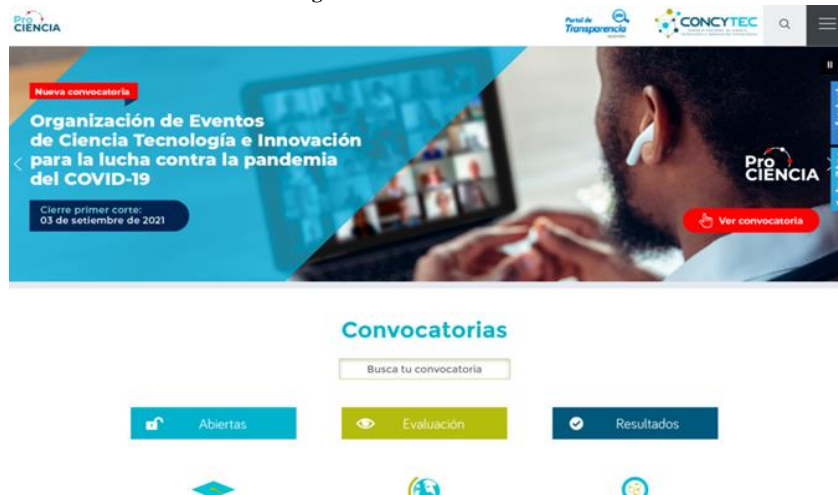 Pro
CIENCIA
Portal de
Transparencia
CONCYTEC
Nueva convocatoria
Organización de Eventos
de Ciencia Tecnología e Innovación
para la lucha contra la pandemia
del COVID-19
Cierre primer corte:
03 de setiembre de 2021
Pro
CIENCIA
Ver convocatoria
Convocatorias
Busca tu convocatoria
Abiertas
Evaluación
Resultados